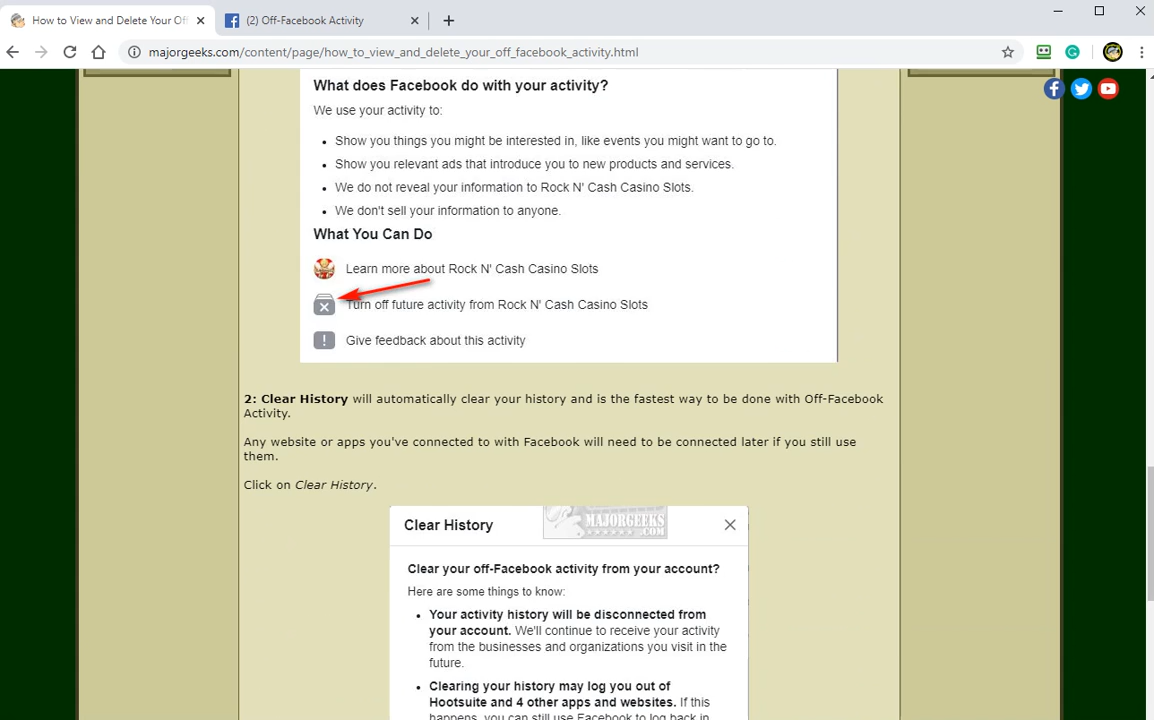 How to View and Delete Your Off
(2) Off-Facebook Activity
majorgeeks.com/content/page/how_to_view_and_delete_your_off_facebook_activity.html
What does Facebook do with your activity?
We use your activity to:
• Show you things you might be interested in, like events you might want to go to.
• Show you relevant ads that introduce you to new products and services.
• We do not reveal your information to Rock N' Cash Casino Slots.
• We don't sell your information to anyone.
What You Can Do
Learn more about Rock N' Cash Casino Slots
Turn off future activity from Rock N' Cash Casino Slots
Give feedback about this activity
2: Clear History will automatically clear your history and is the fastest way to be done with Off-Facebook
Activity.
Any website or apps you've connected to with Facebook will need to be connected later if you still use
them.
Click on Clear History.
Clear History
MAJORGEEKS
.COM
Clear your off-Facebook activity from your account?
Here are some things to know:
• Your activity history will be disconnected from
your account. We'll continue to receive your activity
from the businesses and organizations you visit in the
future.
• Clearing your history may log you out of
Hootsuite and 4 other apps and websites. If this
happens, you can still use Facebook to log back in